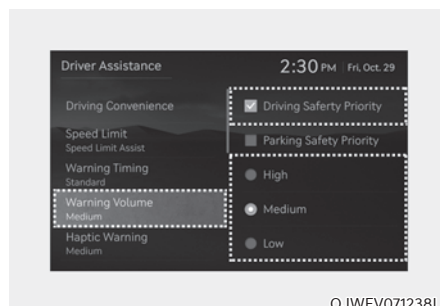 Driver Assistance
2:30 PM Fri, Oct. 29
Driving Convenience
Speed Limit
Speed Limit Assist
Warning Timing
Standard
Warning Volume
Medium
Haptic Warning
Medium
Driving Saferty Priority
Parking Safety Priority
High
Medium
Low
OJWEV071238L